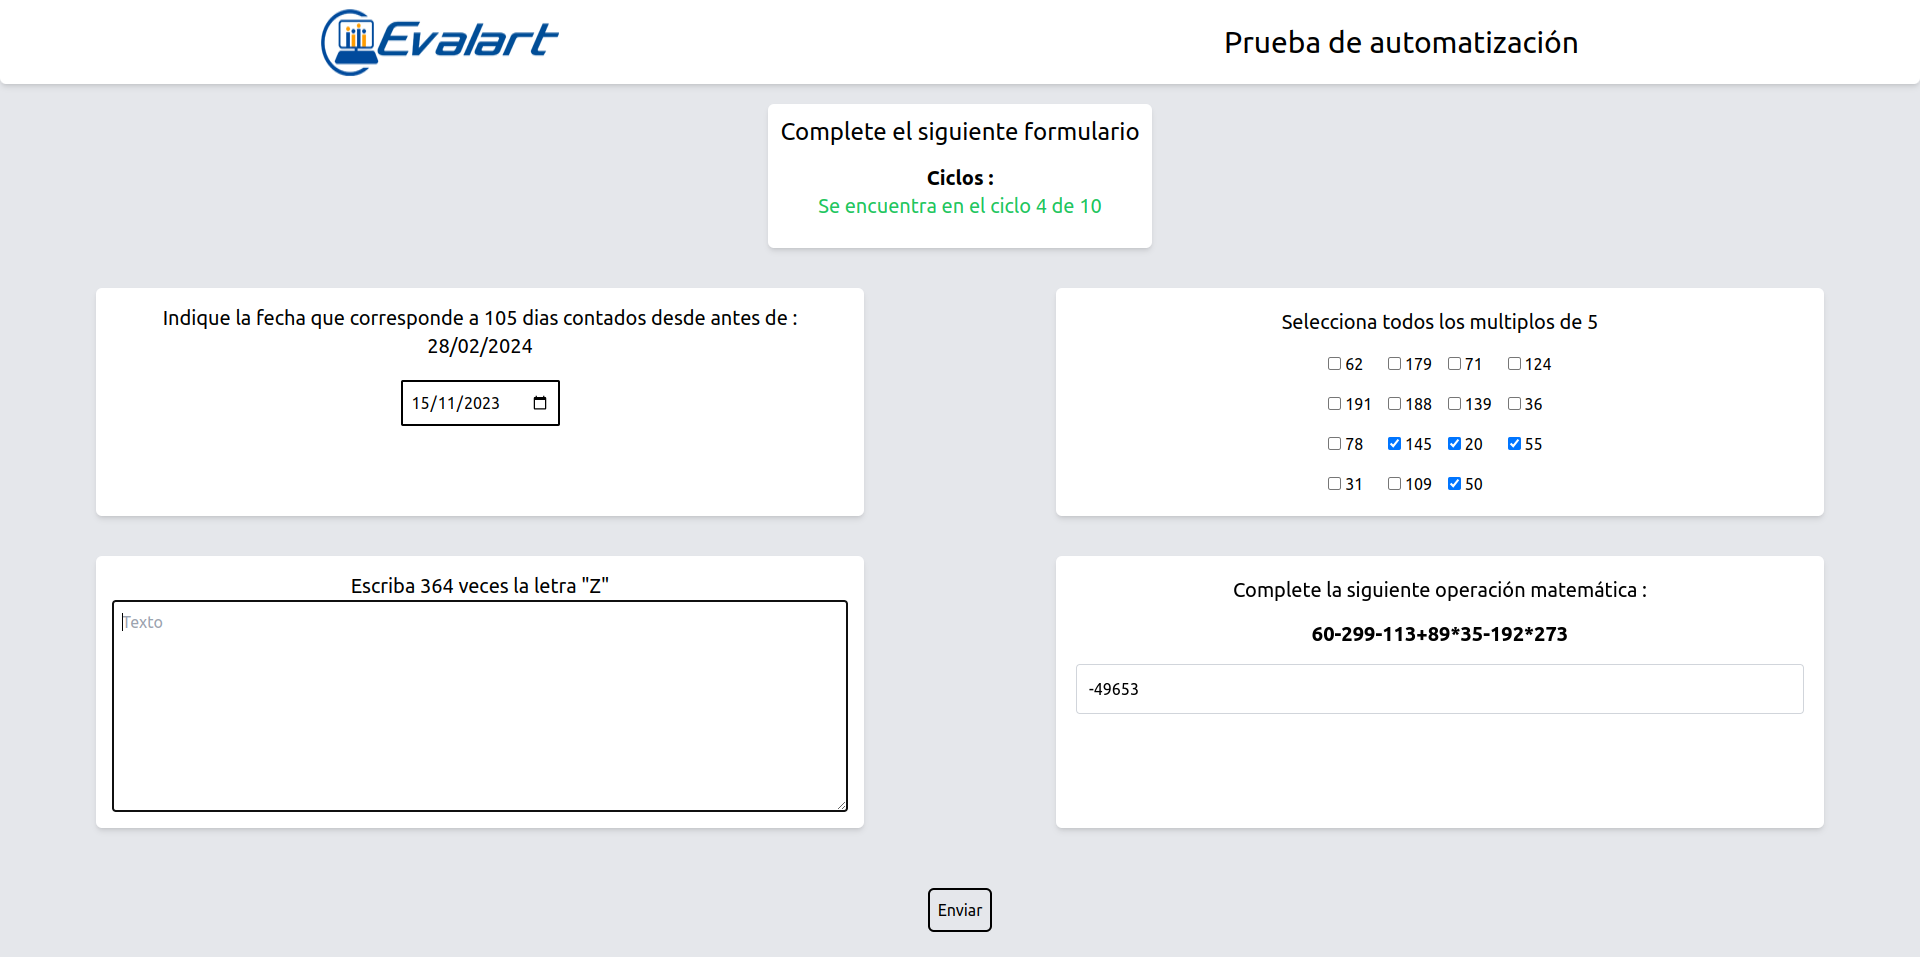 Evalart
Prueba de automatización
Complete el siguiente formulario
Ciclos :
Se encuentra en el ciclo 4 de 10
Indique la fecha que corresponde a 105 dias contados desde antes de :
28/02/2024
15/11/2023
Selecciona todos los multiplos de 5
62 179 71 124
191 188 139 36
78 145 20 55
31 109 50
Escriba 364 veces la letra "Z"
Texto
Complete la siguiente operación matemática :
60-299-113+89*35-192*273
-49653
Enviar